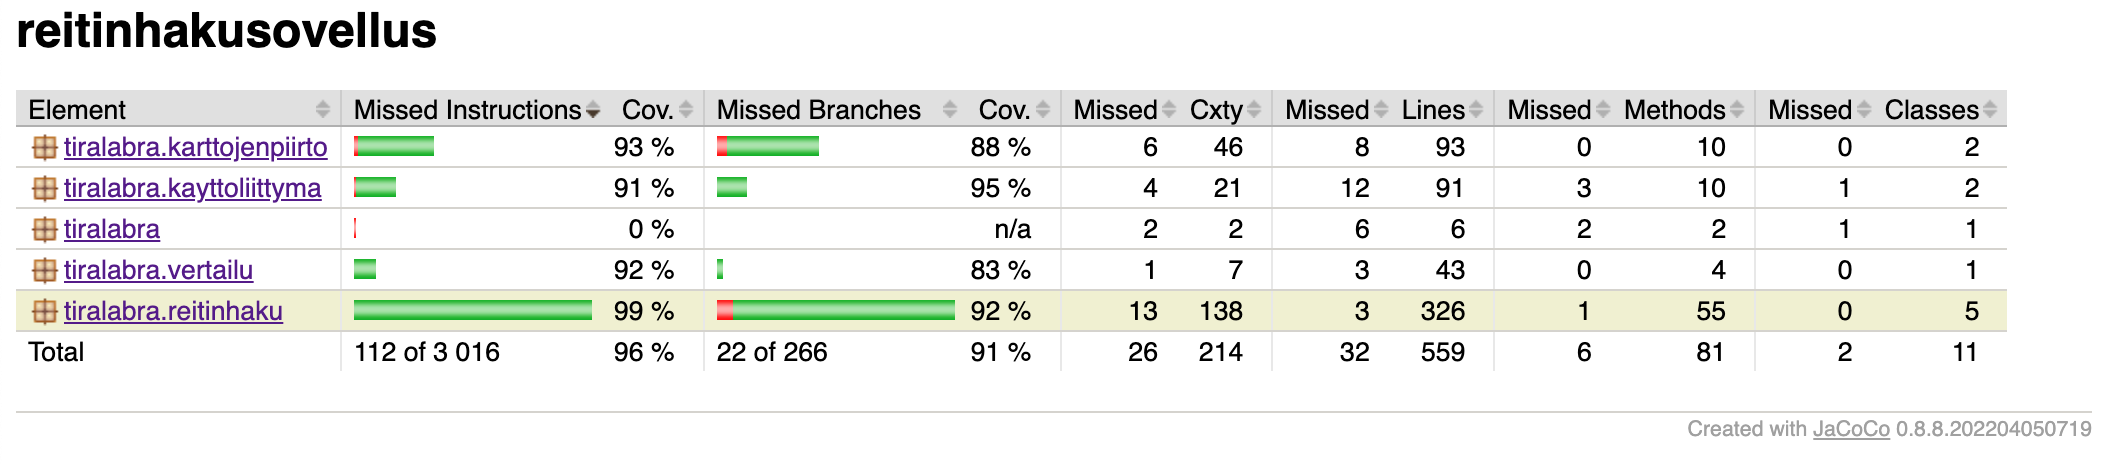 reitinhakusovellus
Element Missed Instructions Cov. Missed Branches Cov. Missed Cxty Missed Lines Missed Methods Missed Classes
tiralabra.karttojenpiirto 93 % 88 % 6 46 8 93 0 10 0 2
tiralabra.kayttoliittyma 91 % 95 % 4 21 12 91 3 10 1 2
tiralabra 0 % n/a 2 2 6 6 2 2 1 1
tiralabra.vertailu 92 % 83 % 1 7 3 43 0 4 0 1
tiralabra.reitinhaku 99 % 92 % 13 138 3 326 1 55 0 5
Total 112 of 3 016 96 % 22 of 266 91 % 26 214 32 559 6 81 2 11
Created with JaCoCo 0.8.8.202204050719